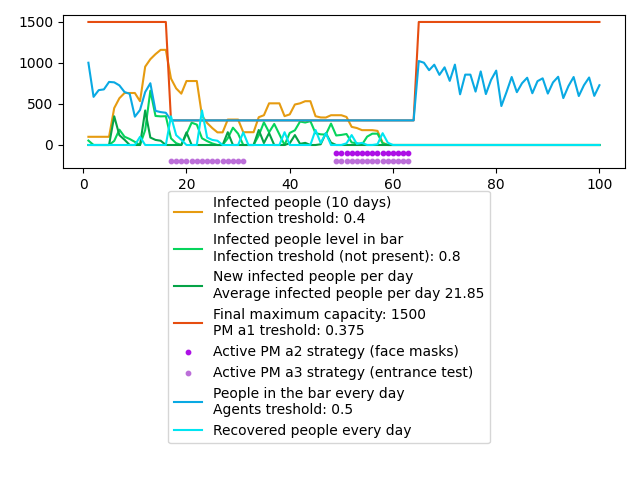 1500
1000
500
0
0 20 40 60 80 100
Infected people (10 days)
Infection treshold: 0.4
Infected people level in bar
Infection treshold (not present): 0.8
New infected people per day
Average infected people per day 21.85
Final maximum capacity: 1500
PM a1 treshold: 0.375
Active PM a2 strategy (face masks)
Active PM a3 strategy (entrance test)
People in the bar every day
Agents treshold: 0.5
Recovered people every day